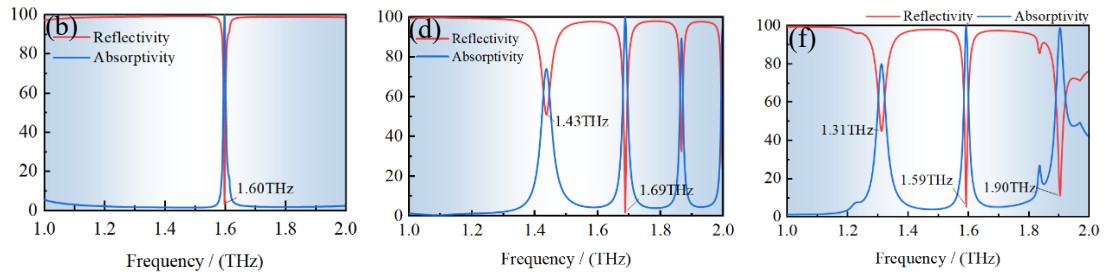 (b)
Reflectivity
Absorptivity
1.60THz
100
80
60
40
20
0
1.0 1.2 1.4 1.6 1.8 2.0
Frequency / (THz)
(d)
Reflectivity
Absorptivity
1.43THz
1.69THz
100
80
60
40
20
0
1.0 1.2 1.4 1.6 1.8 2.0
Frequency / (THz)
Reflectivity Absorptivity
(f)
1.31THz
1.59THz
1.90THz
100
80
60
40
20
0
1.0 1.2 1.4 1.6 1.8 2.0
Frequency / (THz)